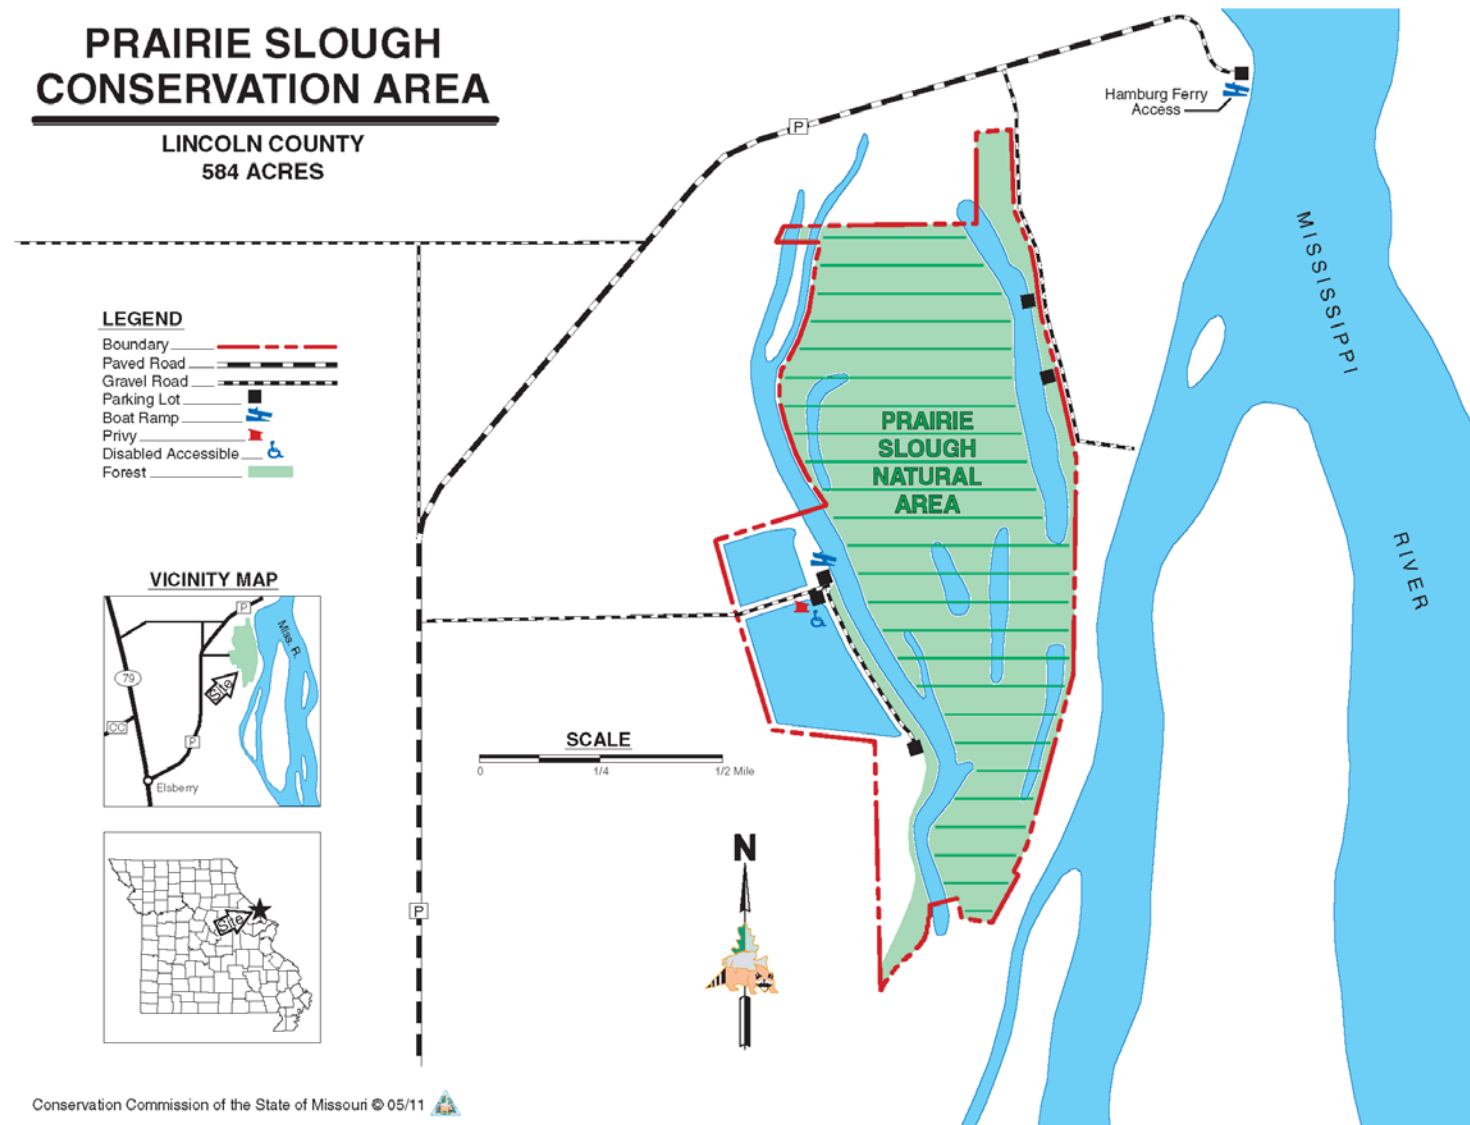 PRAIRIE SLOUGH
CONSERVATION AREA
LINCOLN COUNTY
584 ACRES
P
Hamburg Ferry
Access
MISSISSIPPI
RIVER
LEGEND
Boundary
Paved Road
Gravel Road
Parking Lot
Boat Ramp
Privy
Disabled Accessible
Forest
PRAIRIE
SLOUGH
NATURAL
AREA
VICINITY MAP
P
Miss. R.
79
Site
CC
P
Elsberry
SCALE
0 1/4 1/2 Mile
N
P
Site
Conservation Commission of the State of Missouri © 05/11